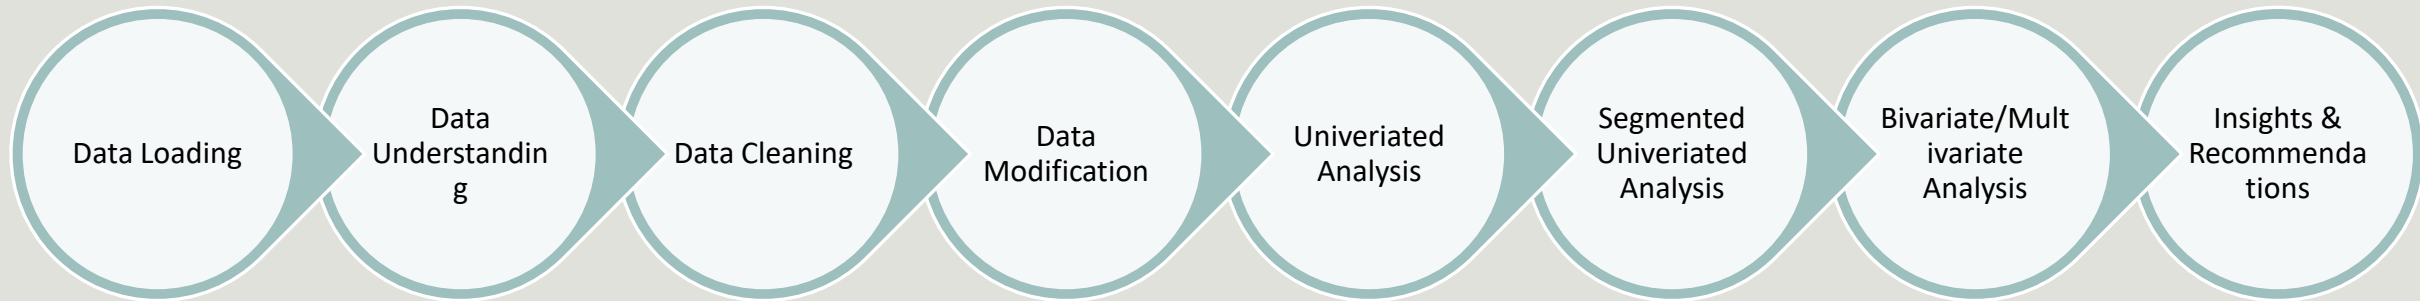 Data Loading
Data
Understandin
g
Data Cleaning
Data
Modification
Univeriated
Analysis
Segmented
Univeriated
Analysis
Bivariate/Mult
ivariate
Analysis
Insights &
Recommenda
tions